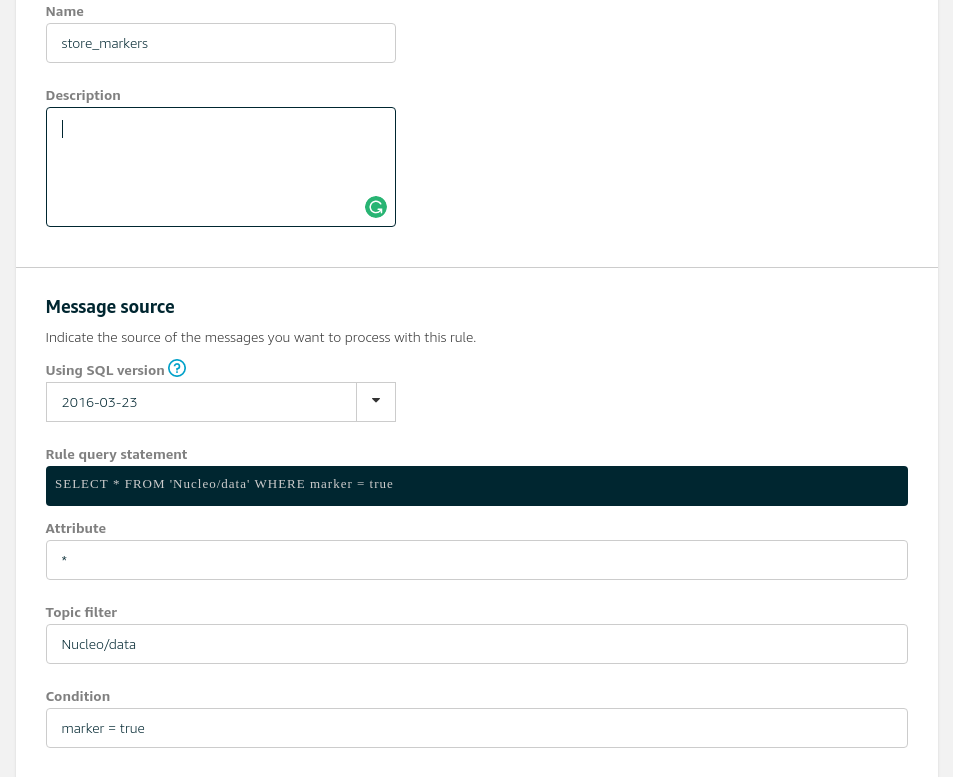 Name
store_markers
Description
Message source
Indicate the source of the messages you want to process with this rule.
Using SQL version ?
2016-03-23
Rule query statement
SELECT * FROM 'Nucleo/data' WHERE marker = true
Attribute
*
Topic filter
Nucleo/data
Condition
marker = true